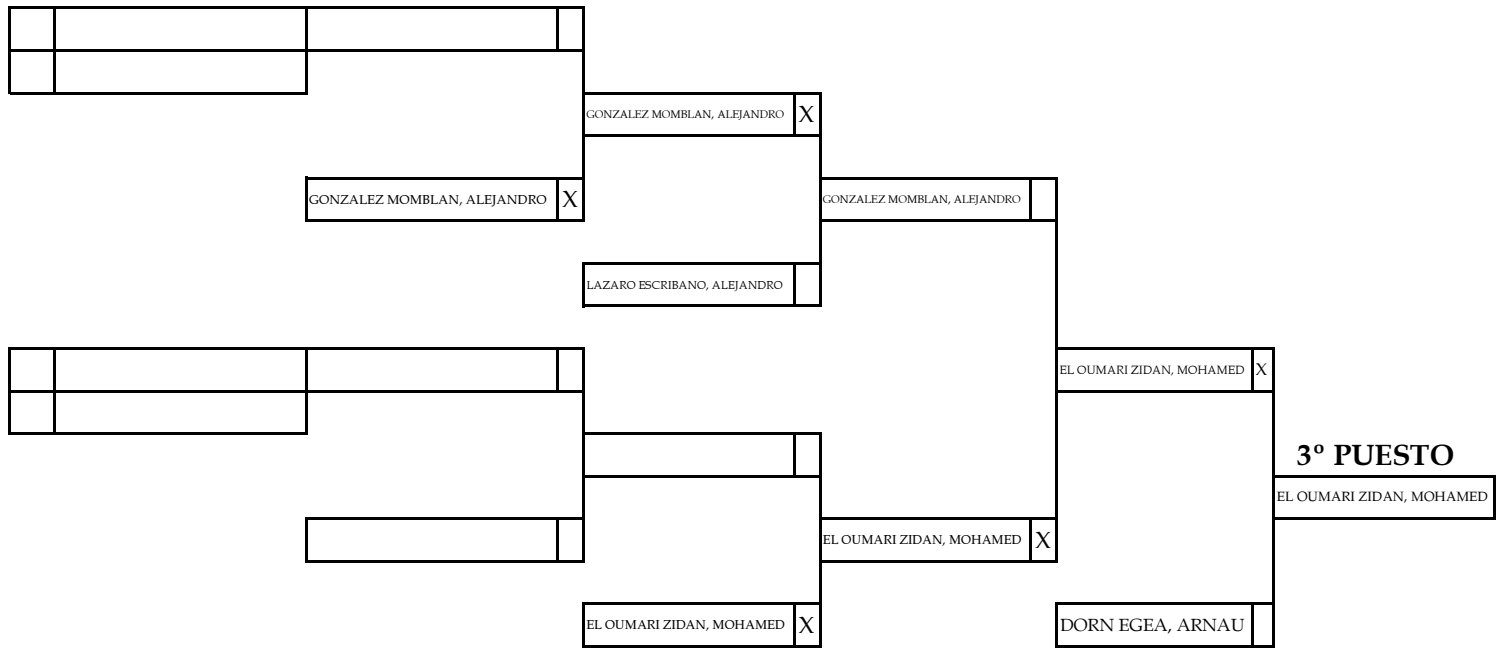 GONZALEZ MOMBLAN, ALEJANDRO X
GONZALEZ MOMBLAN, ALEJANDRO X
GONZALEZ MOMBLAN, ALEJANDRO
LAZARO ESCRIBANO, ALEJANDRO
EL OUMARI ZIDAN, MOHAMED X
3º PUESTO
EL OUMARI ZIDAN, MOHAMED
EL OUMARI ZIDAN, MOHAMED X
EL OUMARI ZIDAN, MOHAMED X
DORN EGEA, ARNAU